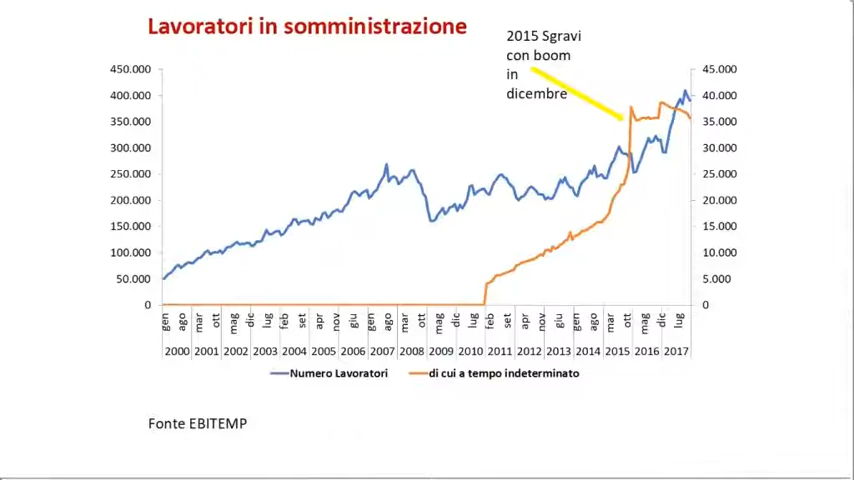 Lavoratori in somministrazione
2015 Sgravi
con boom
in
dicembre
450.000
400.000
350.000
300.000
250.000
200.000
150.000
100.000
50.000
0
45.000
40.000
35.000
30.000
25.000
20.000
15.000
10.000
5.000
0
gen ago mar ott mag dic lug feb set apr nov giu gen ago mar ott mag dic lug feb set apr nov giu gen ago mar ott mag dic lug
2000 2001 2002 2003 2004 2005 2006 2007 2008 2009 2010 2011 2012 2013 2014 2015 2016 2017
Numero Lavoratori di cui a tempo indeterminato
Fonte EBITEMP